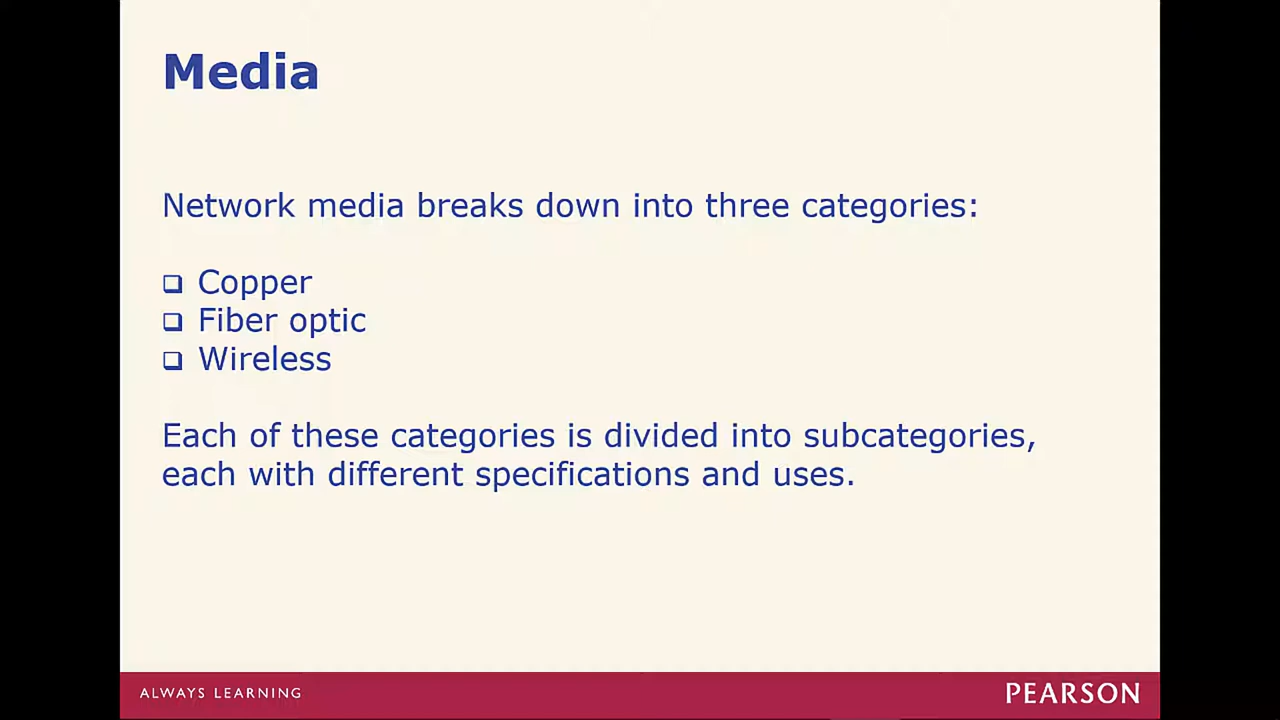 Media
Network media breaks down into three categories:
❑ Copper
❑ Fiber optic
❑ Wireless
Each of these categories is divided into subcategories,
each with different specifications and uses.
ALWAYS LEARNING
PEARSON